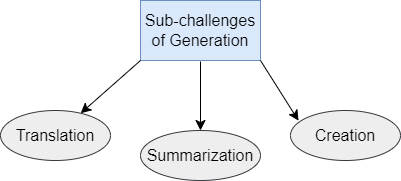 Sub-challenges
of Generation
Translation
Summarization
Creation